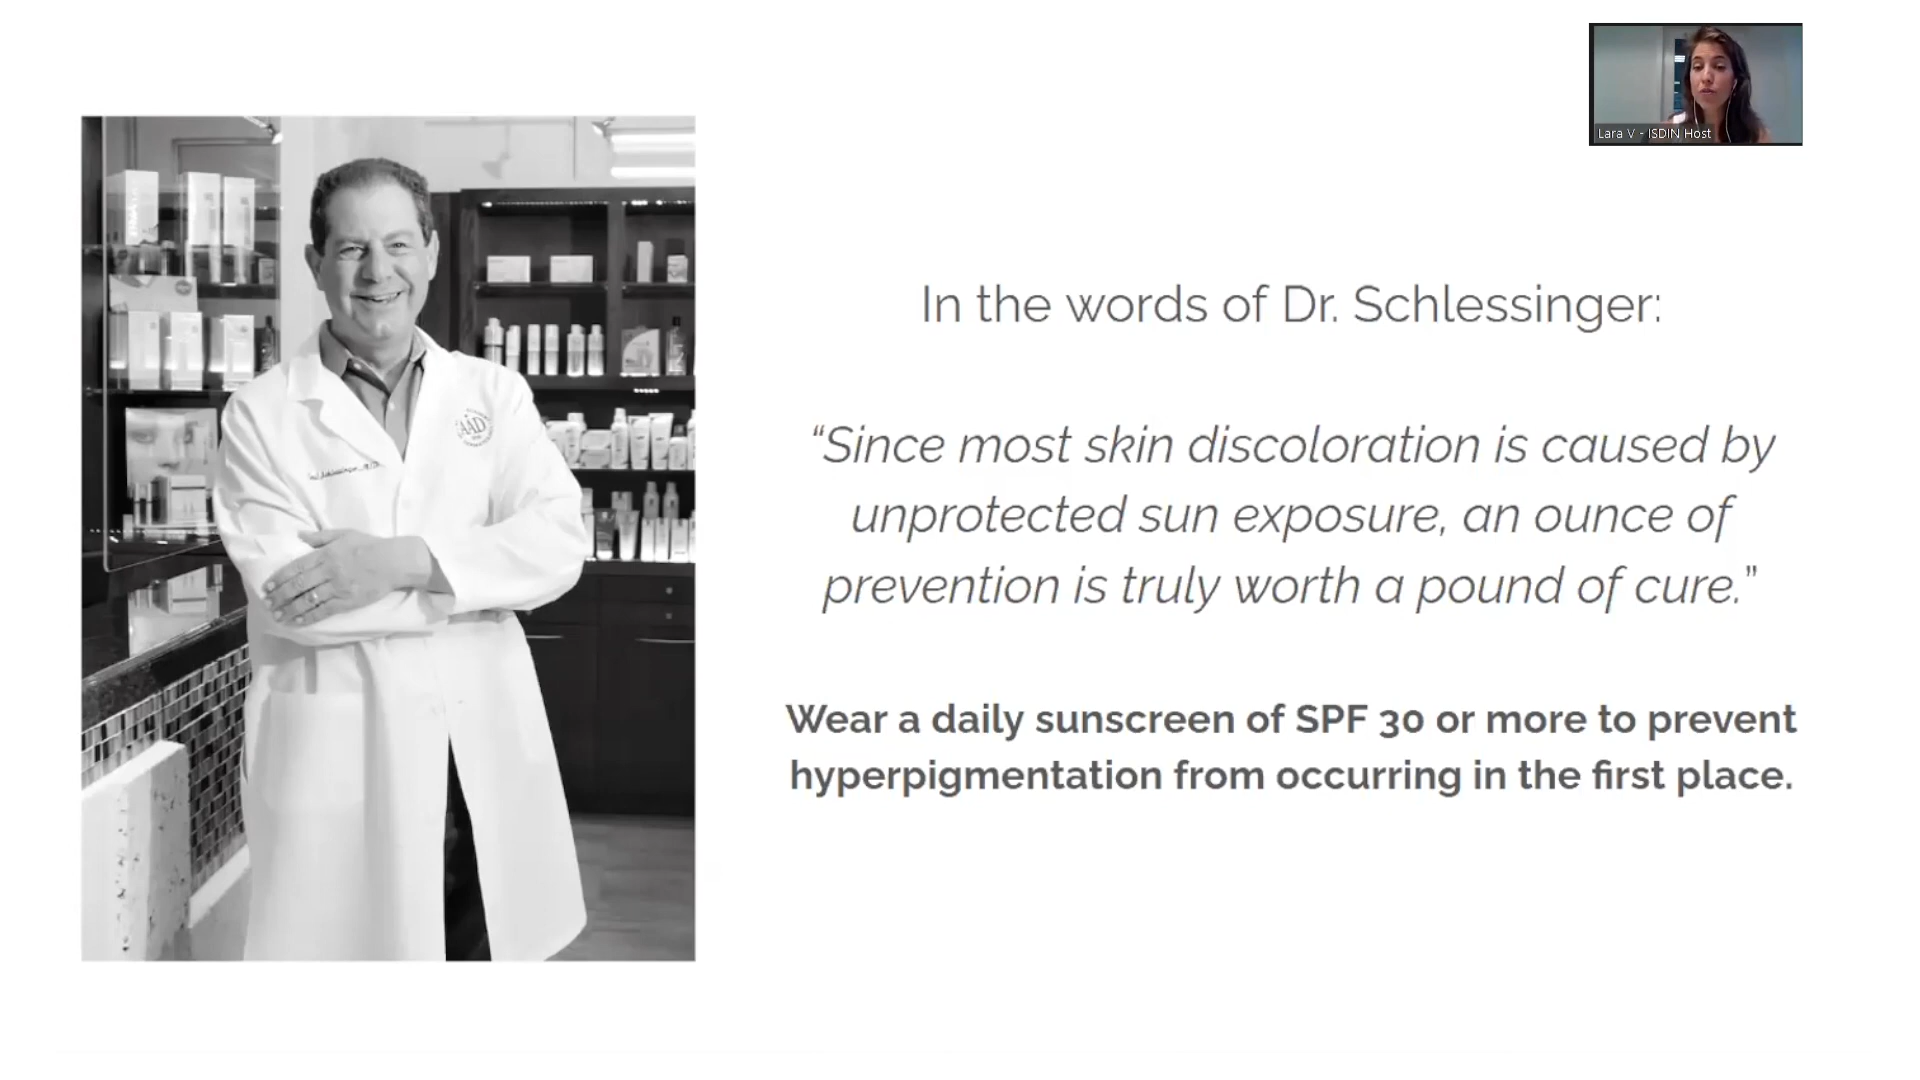 Lara V - ISDIN Host
In the words of Dr. Schlessinger:
“Since most skin discoloration is caused by
unprotected sun exposure, an ounce of
prevention is truly worth a pound of cure.”
Wear a daily sunscreen of SPF 30 or more to prevent
hyperpigmentation from occurring in the first place.
AAD